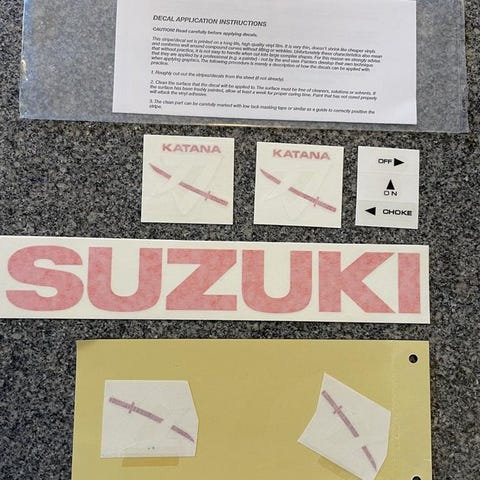 DECAL APPLICATION INSTRUCTIONS
CAUTION! Read carefully before applying decals.
This stripe/decal set is printed on a long life, high quality vinyl film. It is very thin, doesn't shrink like cheaper vinyls
and conforms well around compound curves without lifting or wrinkles. Unfortunately these characteristics also mean
that without practice, it is not easy to handle when cut into large complex shapes. For this reason we strongly advise
that they are applied by a professional (e.g. a painter) - not by the end user. Painters develop their own technique
when applying graphics. The following procedure is merely a description of how the decals can be applied with
practice.
1. Roughly cut out the stripes/decals from the sheet (if not already).
2. Clean the surface that the decal will be applied to. The surface must be free of cleaners, solutions or solvents. If
the surface has been freshly painted, allow at least a week for proper curing time. Paint that has not cured properly
will attack the vinyl adhesive.
3. The clean part can be carefully marked with low tack masking tape or similar as a guide to correctly position the
stripe.
KATANA
KATANA
OFF
ON
CHOKE
SUZUKI